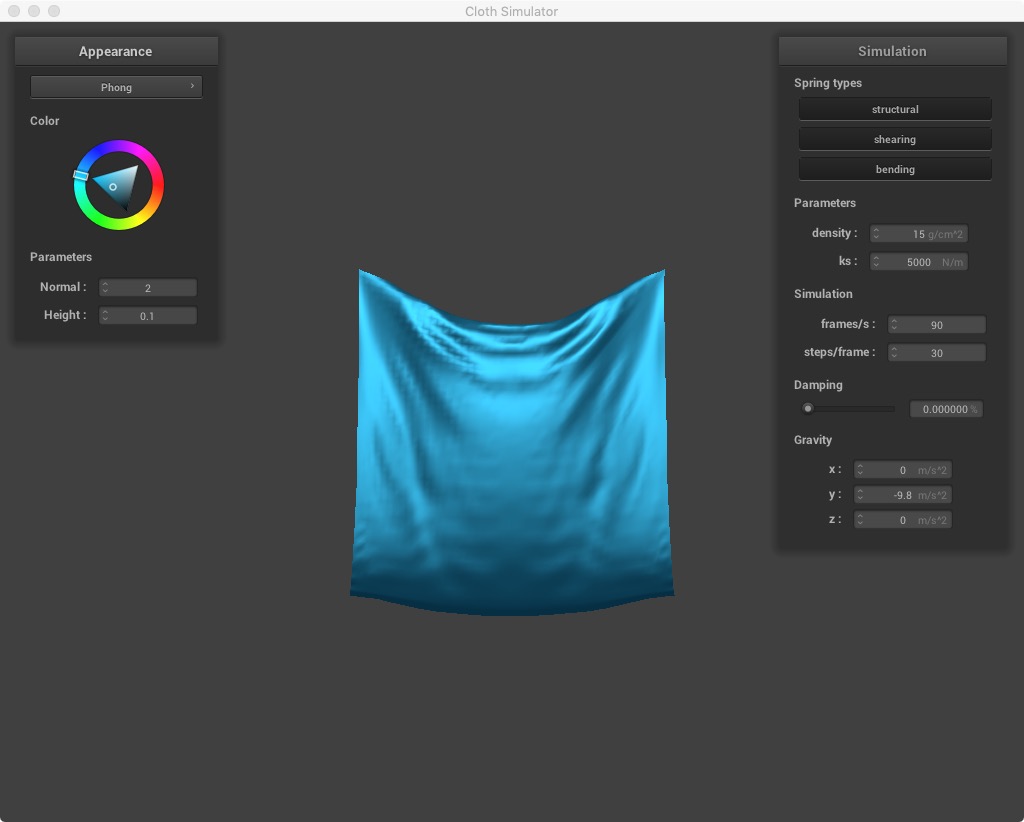 Cloth Simulator
Appearance
Phong
Color
Parameters
Normal : 2
Height : 0.1
Simulation
Spring types
structural
shearing
bending
Parameters
density : 15 g/cm^2
ks : 5000 N/m
Simulation
frames/s : 90
steps/frame : 30
Damping
0.000000 %
Gravity
x : 0 m/s^2
y : -9.8 m/s^2
z : 0 m/s^2